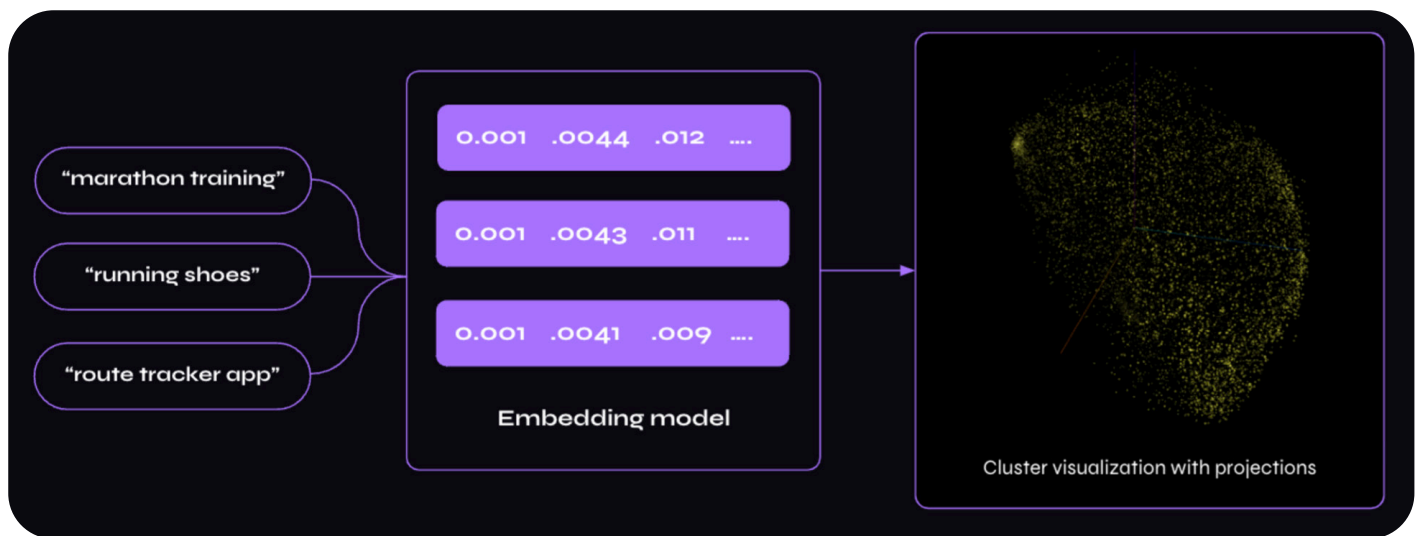 “marathon training”
“running shoes”
“route tracker app”
0.001 .0044 .012 ....
0.001 .0043 .011 ....
0.001 .0041 .009 ....
Embedding model
Cluster visualization with projections